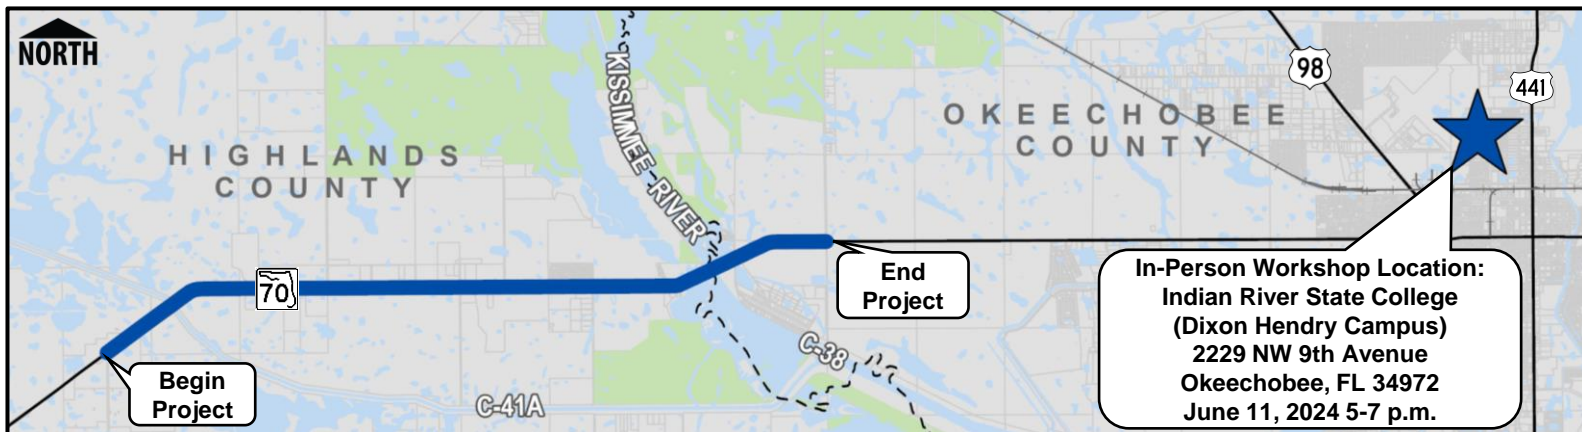 NORTH
HIGHLANDS
COUNTY
KISSIMMEE RIVER
OKEECHOBEE
COUNTY
98
441
70
Begin
Project
End
Project
C-38
C-41A
In-Person Workshop Location:
Indian River State College
(Dixon Hendry Campus)
2229 NW 9th Avenue
Okeechobee, FL 34972
June 11, 2024 5-7 p.m.